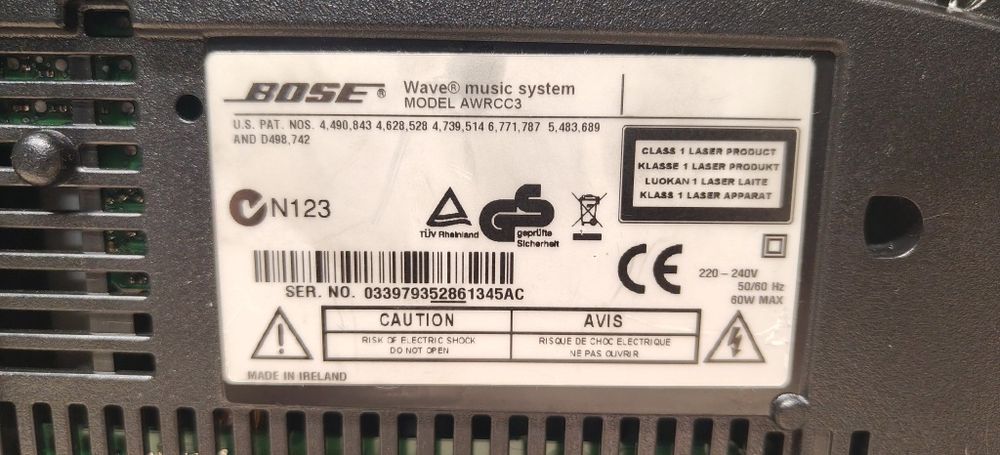 BOSE® Wave® music system
MODEL AWRCC3
U.S. PAT. NOS. 4,490,843 4,628,528 4,739,514 6,771,787 5,483,689
AND D498,742
CLASS 1 LASER PRODUCT
KLASSE 1 LASER PRODUKT
LUOKAN 1 LASER LAITE
KLASS 1 LASER APPARAT
N123
TÜV Rheinland
geprüfte
Sicherheit
CE
220 – 240V
50/60 Hz
60W MAX
SER. NO. 033979352861345AC
CAUTION
RISK OF ELECTRIC SHOCK
DO NOT OPEN
AVIS
RISQUE DE CHOC ELECTRIQUE
NE PAS OUVRIR
MADE IN IRELAND